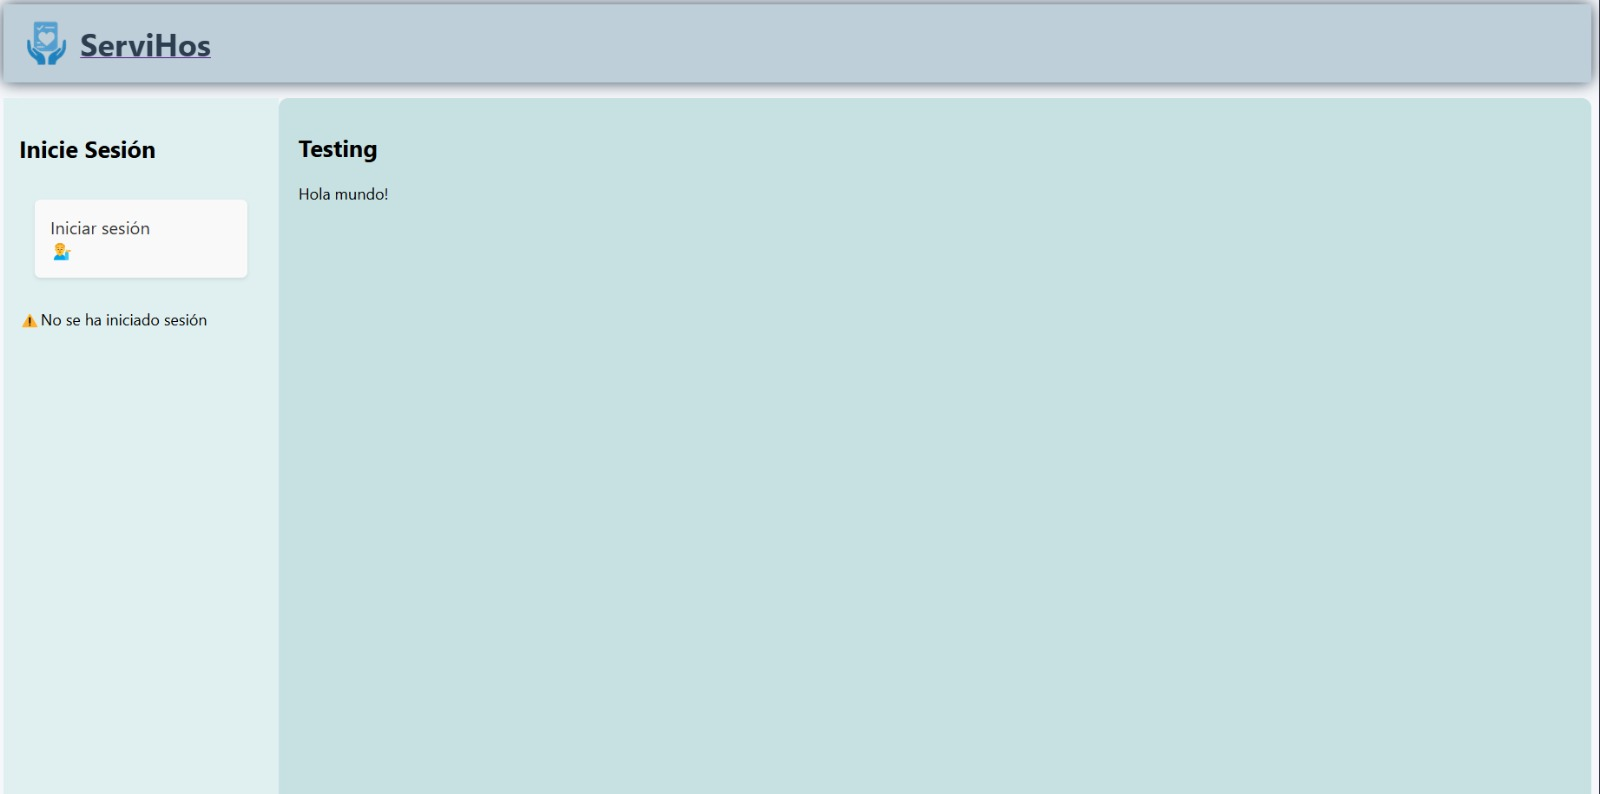 ServiHos
Inicie Sesión
Iniciar sesión
💁
⚠️ No se ha iniciado sesión
Testing
Hola mundo!